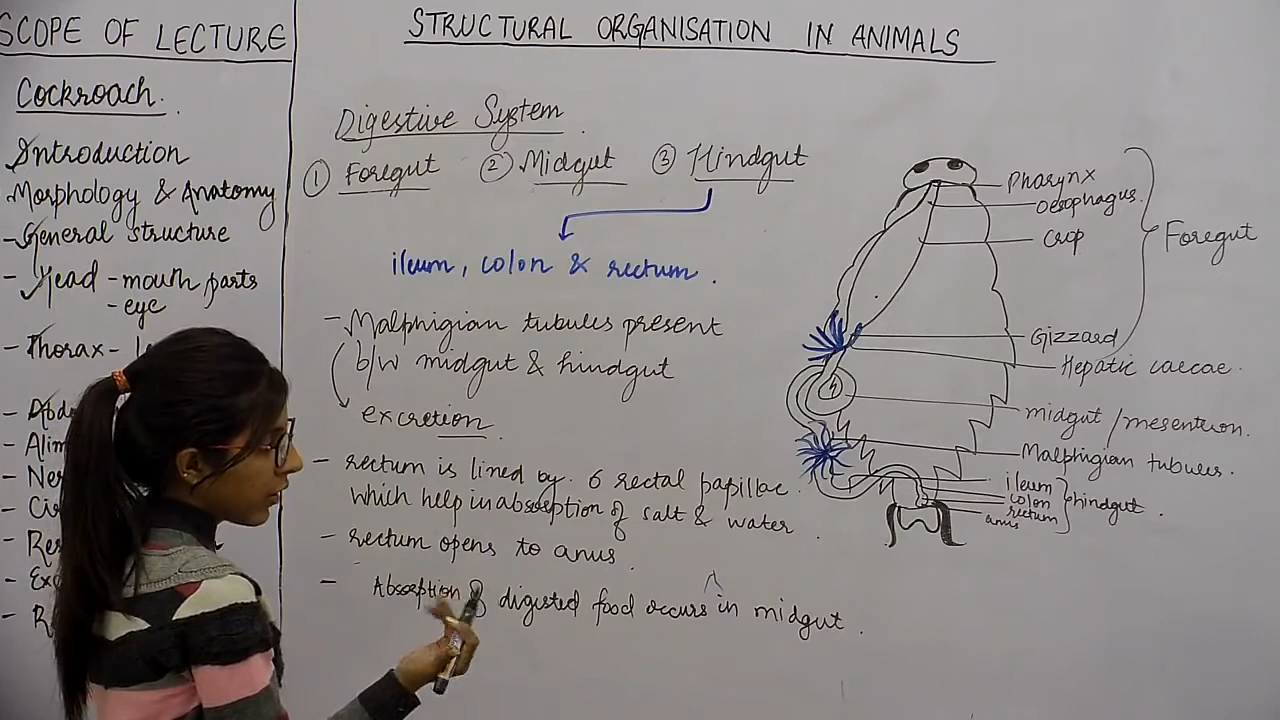 SCOPE OF LECTURE
Cockroach.
Introduction
Morphology & Anatomy
- General structure
- Head - mouth parts
- eye
- Thorax -
STRUCTURAL ORGANISATION IN ANIMALS
Digestive System
① Foregut ② Midgut ③ Hindgut
ileum, colon & rectum.
- Malphigian tubules present
b/w midgut & hindgut
excretion.
- rectum is lined by 6 rectal papillae
which help in absorption of salt & water.
- rectum opens to anus.
- Absorption of digested food occurs in midgut.
Pharynx
Oesophagus
Crop
Foregut
Gizzard
Hepatic caecae.
midgut / mesenteron.
Malphigian tubules.
ileum
colon
rectum
hindgut.
anus